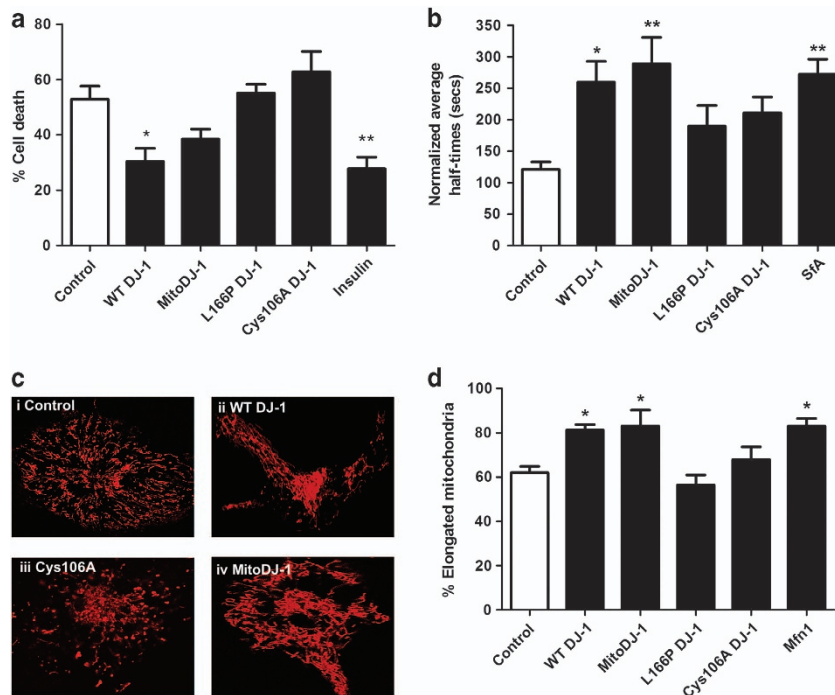 a
% Cell death
80
60
40
20
0
*
**
Control
WT DJ-1
MitoDJ-1
L166P DJ-1
Cys106A DJ-1
Insulin
b
Normalized average
half-times (secs)
350
300
250
200
150
100
50
0
*
**
**
Control
WT DJ-1
MitoDJ-1
L166P DJ-1
Cys106A DJ-1
SfA
c
i Control
ii WT DJ-1
iii Cys106A
iv MitoDJ-1
d
% Elongated mitochondria
100
80
60
40
20
0
*
*
*
Control
WT DJ-1
MitoDJ-1
L166P DJ-1
Cys106A DJ-1
Mfn1